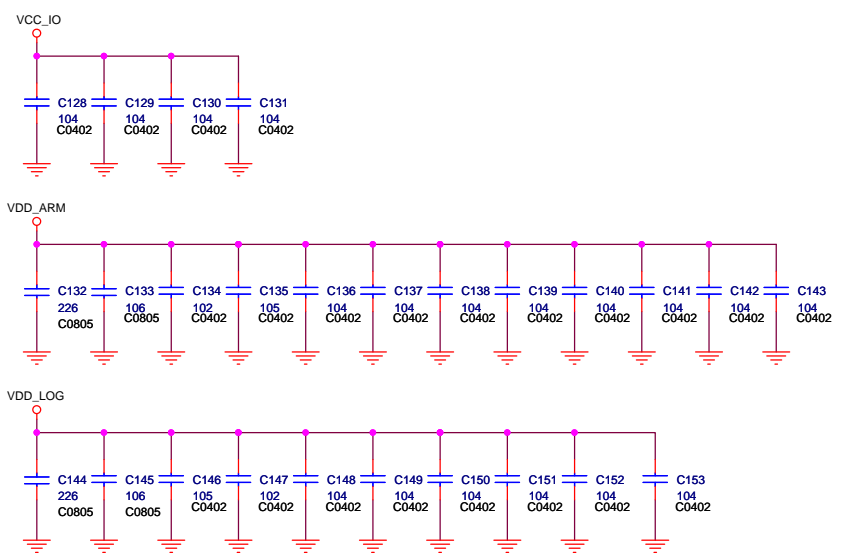 VCC_IO
C128 C129 C130 C131
104 104 104 104
C0402 C0402 C0402 C0402
VDD_ARM
C132 C133 C134 C135 C136 C137 C138 C139 C140 C141 C142 C143
226 106 102 105 104 104 104 104 104 104 104 104
C0805 C0805 C0402 C0402 C0402 C0402 C0402 C0402 C0402 C0402 C0402 C0402
VDD_LOG
C144 C145 C146 C147 C148 C149 C150 C151 C152 C153
226 106 105 102 104 104 104 104 104 104
C0805 C0805 C0402 C0402 C0402 C0402 C0402 C0402 C0402 C0402